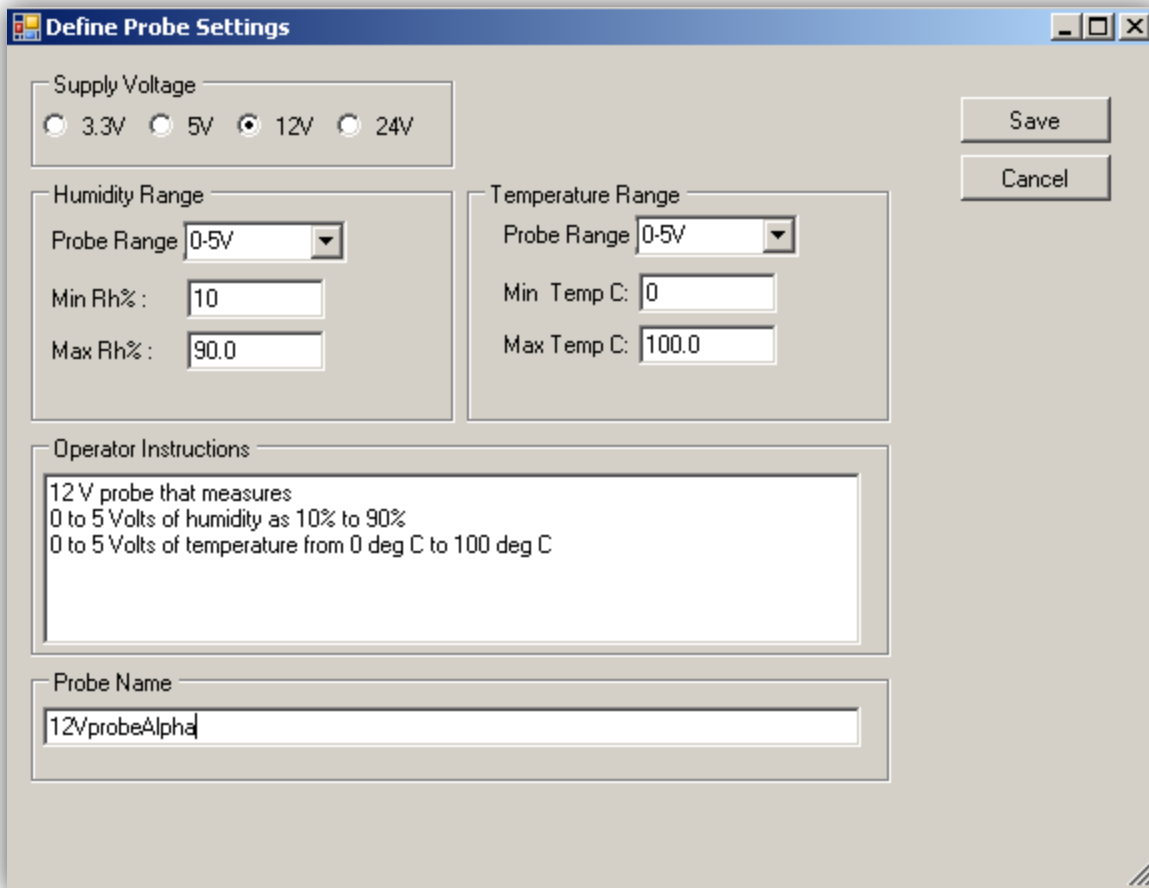 Define Probe Settings
Supply Voltage
3.3V 5V 12V 24V
Save
Cancel
Humidity Range
Probe Range 0-5V
Min Rh% : 10
Max Rh% : 90.0
Temperature Range
Probe Range 0-5V
Min Temp C: 0
Max Temp C: 100.0
Operator Instructions
12 V probe that measures
0 to 5 Volts of humidity as 10% to 90%
0 to 5 Volts of temperature from 0 deg C to 100 deg C
Probe Name
12VprobeAlpha